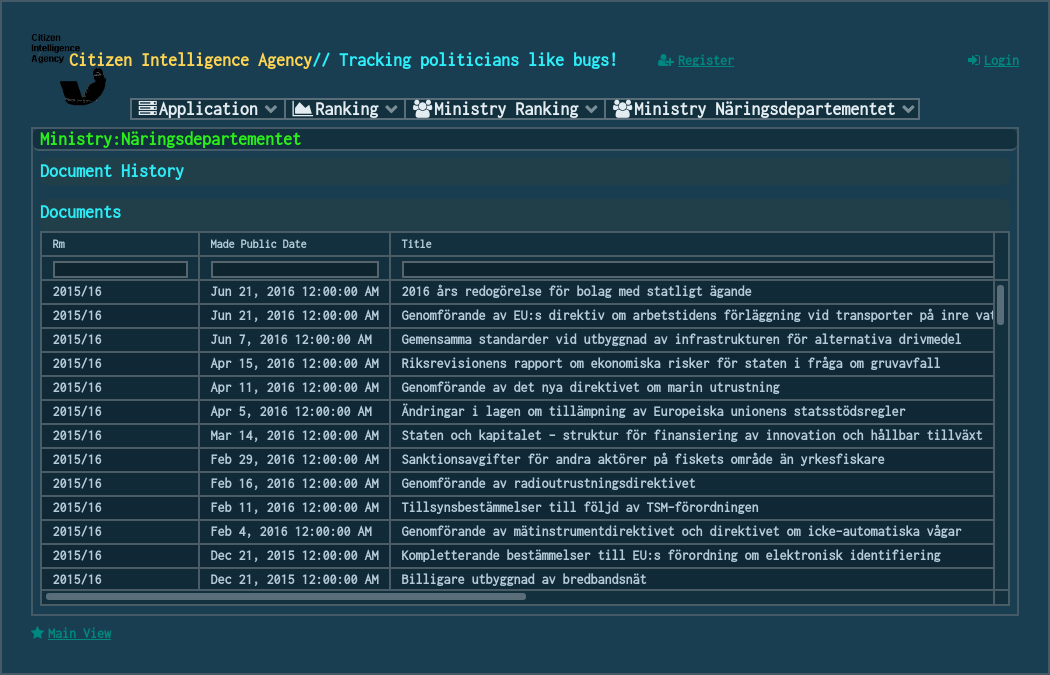 Citizen
Intelligence
Agency
Citizen Intelligence Agency// Tracking politicians like bugs!
Register
Login
Application
Ranking
Ministry Ranking
Ministry Näringsdepartementet
Ministry:Näringsdepartementet
Document History
Documents
Rm Made Public Date Title
2015/16 Jun 21, 2016 12:00:00 AM 2016 års redogörelse för bolag med statligt ägande
2015/16 Jun 21, 2016 12:00:00 AM Genomförande av EU:s direktiv om arbetstidens förläggning vid transporter på inre
2015/16 Jun 7, 2016 12:00:00 AM Gemensamma standarder vid utbyggnad av infrastrukturen för alternativa drivmedel
2015/16 Apr 15, 2016 12:00:00 AM Riksrevisionens rapport om ekonomiska risker för staten i fråga om gruvavfall
2015/16 Apr 11, 2016 12:00:00 AM Genomförande av det nya direktivet om marin utrustning
2015/16 Apr 5, 2016 12:00:00 AM Ändringar i lagen om tillämpning av Europeiska unionens statsstödsregler
2015/16 Mar 14, 2016 12:00:00 AM Staten och kapitalet – struktur för finansiering av innovation och hållbar tillväxt
2015/16 Feb 29, 2016 12:00:00 AM Sanktionsavgifter för andra aktörer på fiskets område än yrkesfiskare
2015/16 Feb 16, 2016 12:00:00 AM Genomförande av radioutrustningsdirektivet
2015/16 Feb 11, 2016 12:00:00 AM Tillsynsbestämmelser till följd av TSM-förordningen
2015/16 Feb 4, 2016 12:00:00 AM Genomförande av mätinstrumentdirektivet och direktivet om icke-automatiska vågar
2015/16 Dec 21, 2015 12:00:00 AM Kompletterande bestämmelser till EU:s förordning om elektronisk identifiering
2015/16 Dec 21, 2015 12:00:00 AM Billigare utbyggnad av bredbandsnät
Main View